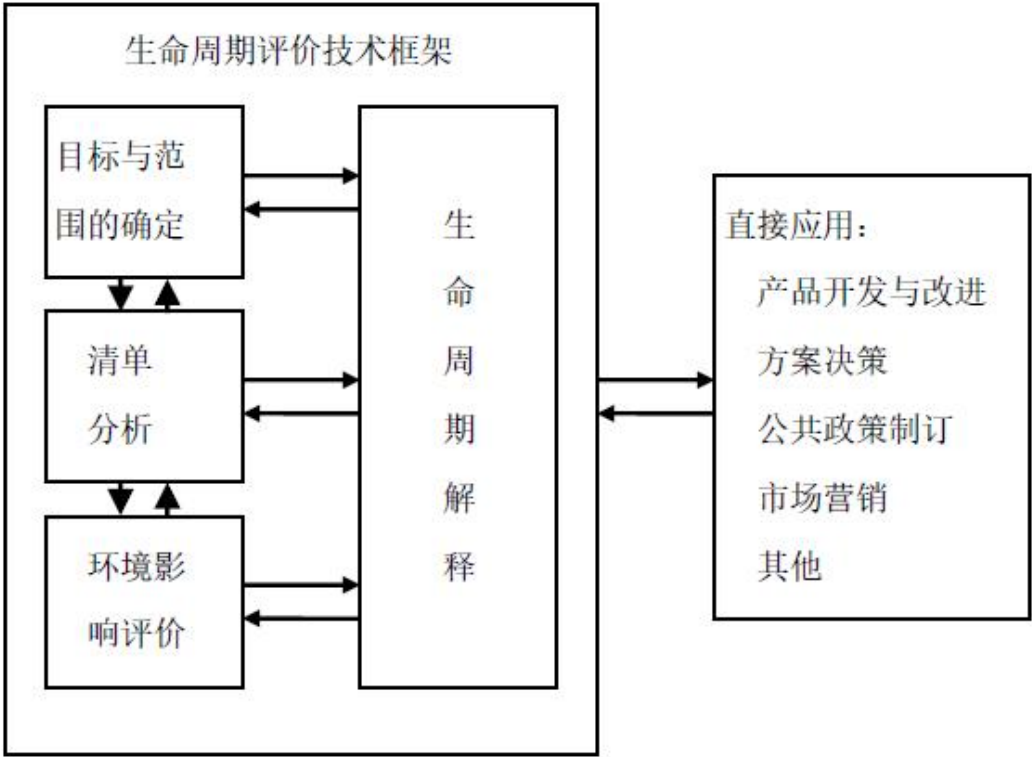 生命周期评价技术框架
目标与范
围的确定
清单
分析
环境影
响评价
生
命
周
期
解
释
直接应用：
产品开发与改进
方案决策
公共政策制订
市场营销
其他